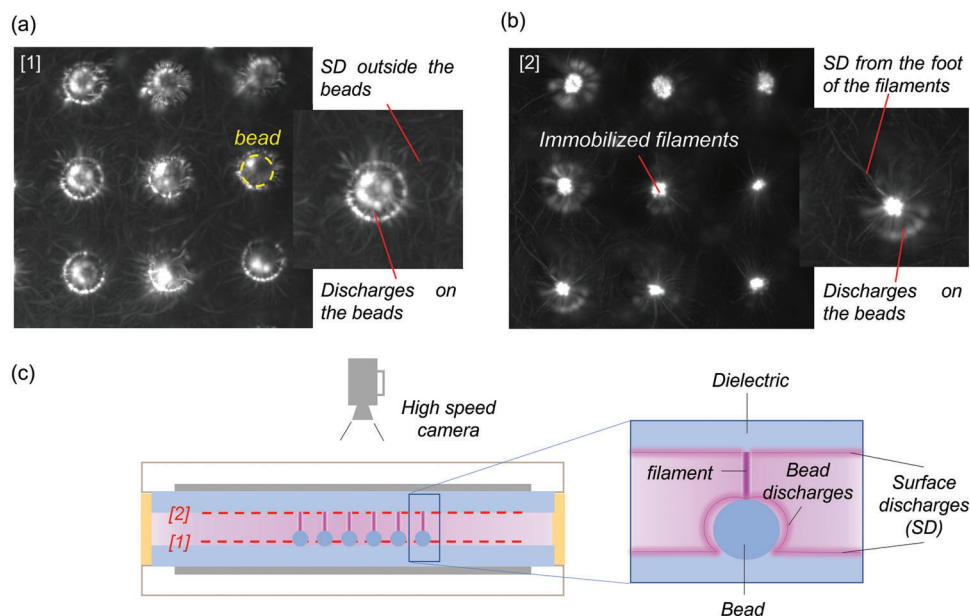 (a)
[1]
SD outside the
beads
bead
Discharges on
the beads
(b)
[2]
SD from the foot
of the filaments
Immobilized filaments
Discharges on
the beads
(c)
High speed
camera
[2]
[1]
Dielectric
filament
Bead
discharges
Surface
discharges
(SD)
Bead